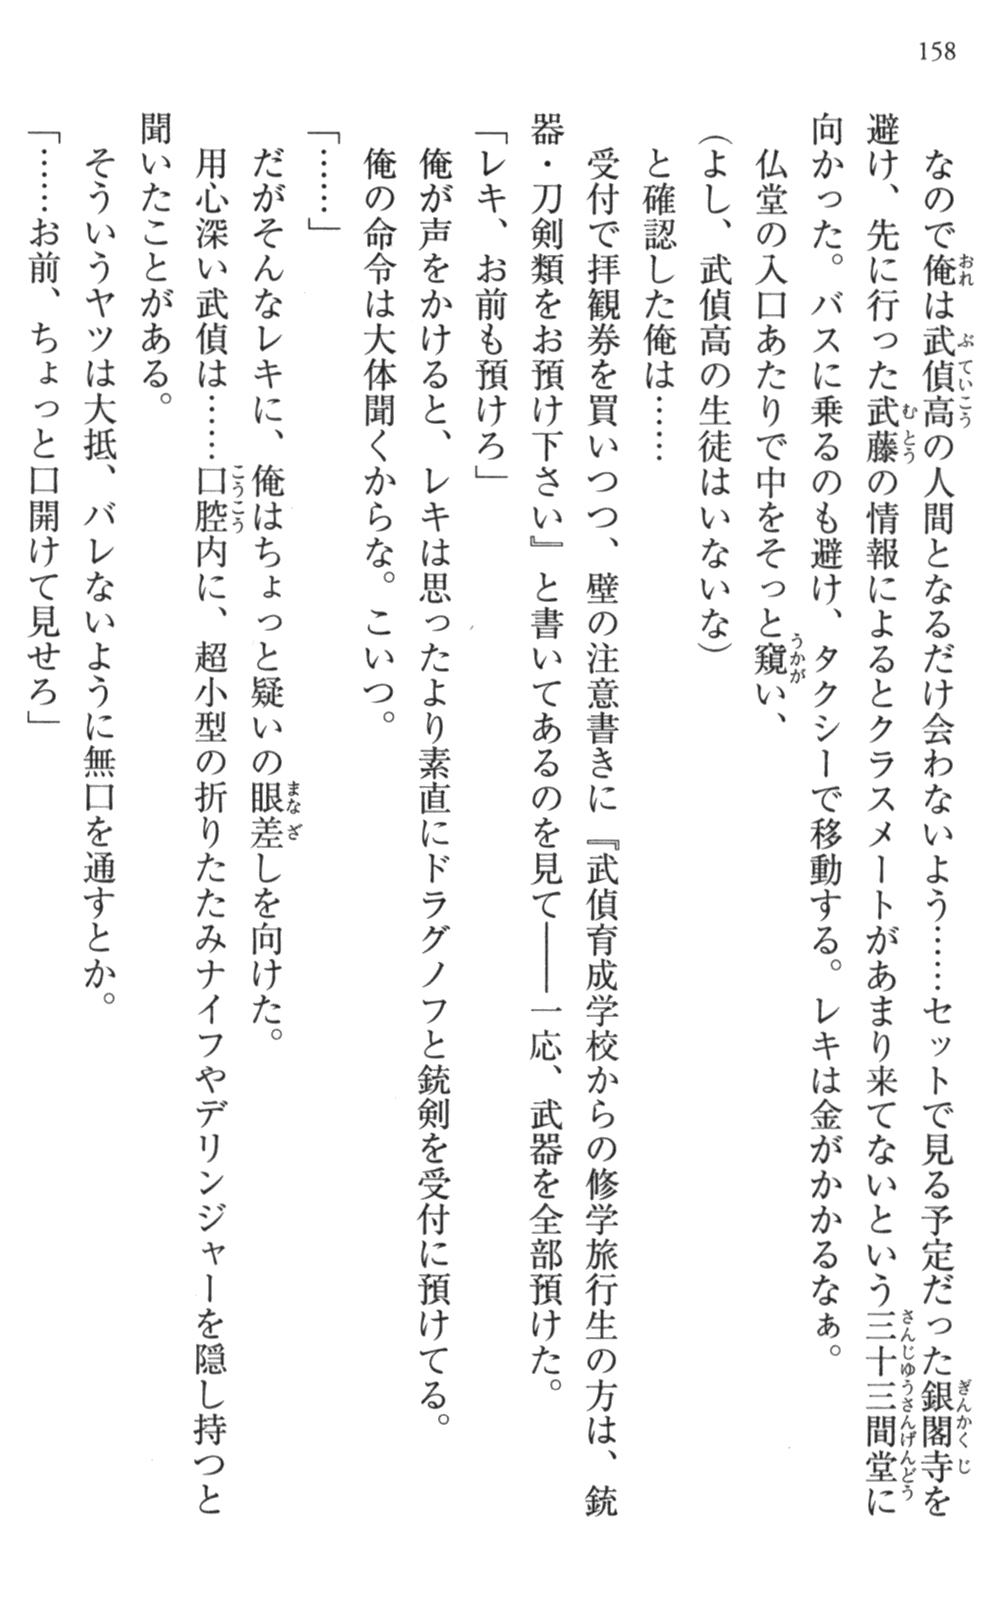 158
なので俺は武偵高の人間となるだけ会わないよう……セットで見る予定だった銀閣寺を
避け、先に行った武藤の情報によるとクラスメートがあまり来てないという三十三間堂に
向かった。バスに乗るのも避け、タクシーで移動する。レキは金がかかるなぁ。
仏堂の入口あたりで中をそっと窺い、
(よし、武偵高の生徒はいないな)
と確認した俺は……
受付で拝観券を買いつつ、壁の注意書きに『武偵育成学校からの修学旅行生の方は、銃
器・刀剣類をお預け下さい』と書いてあるのを見て――一応、武器を全部預けた。
「レキ、お前も預けろ」
俺が声をかけると、レキは思ったより素直にドラグノフと銃剣を受付に預けてる。
俺の命令は大体聞くからな。こいつ。
「……」
だがそんなレキに、俺はちょっと疑いの眼差しを向けた。
用心深い武偵は……口腔内に、超小型の折りたたみナイフやデリンジャーを隠し持つと
聞いたことがある。
そういうヤツは大抵、バレないように無口を通すとか。
「……お前、ちょっと口開けて見せろ」